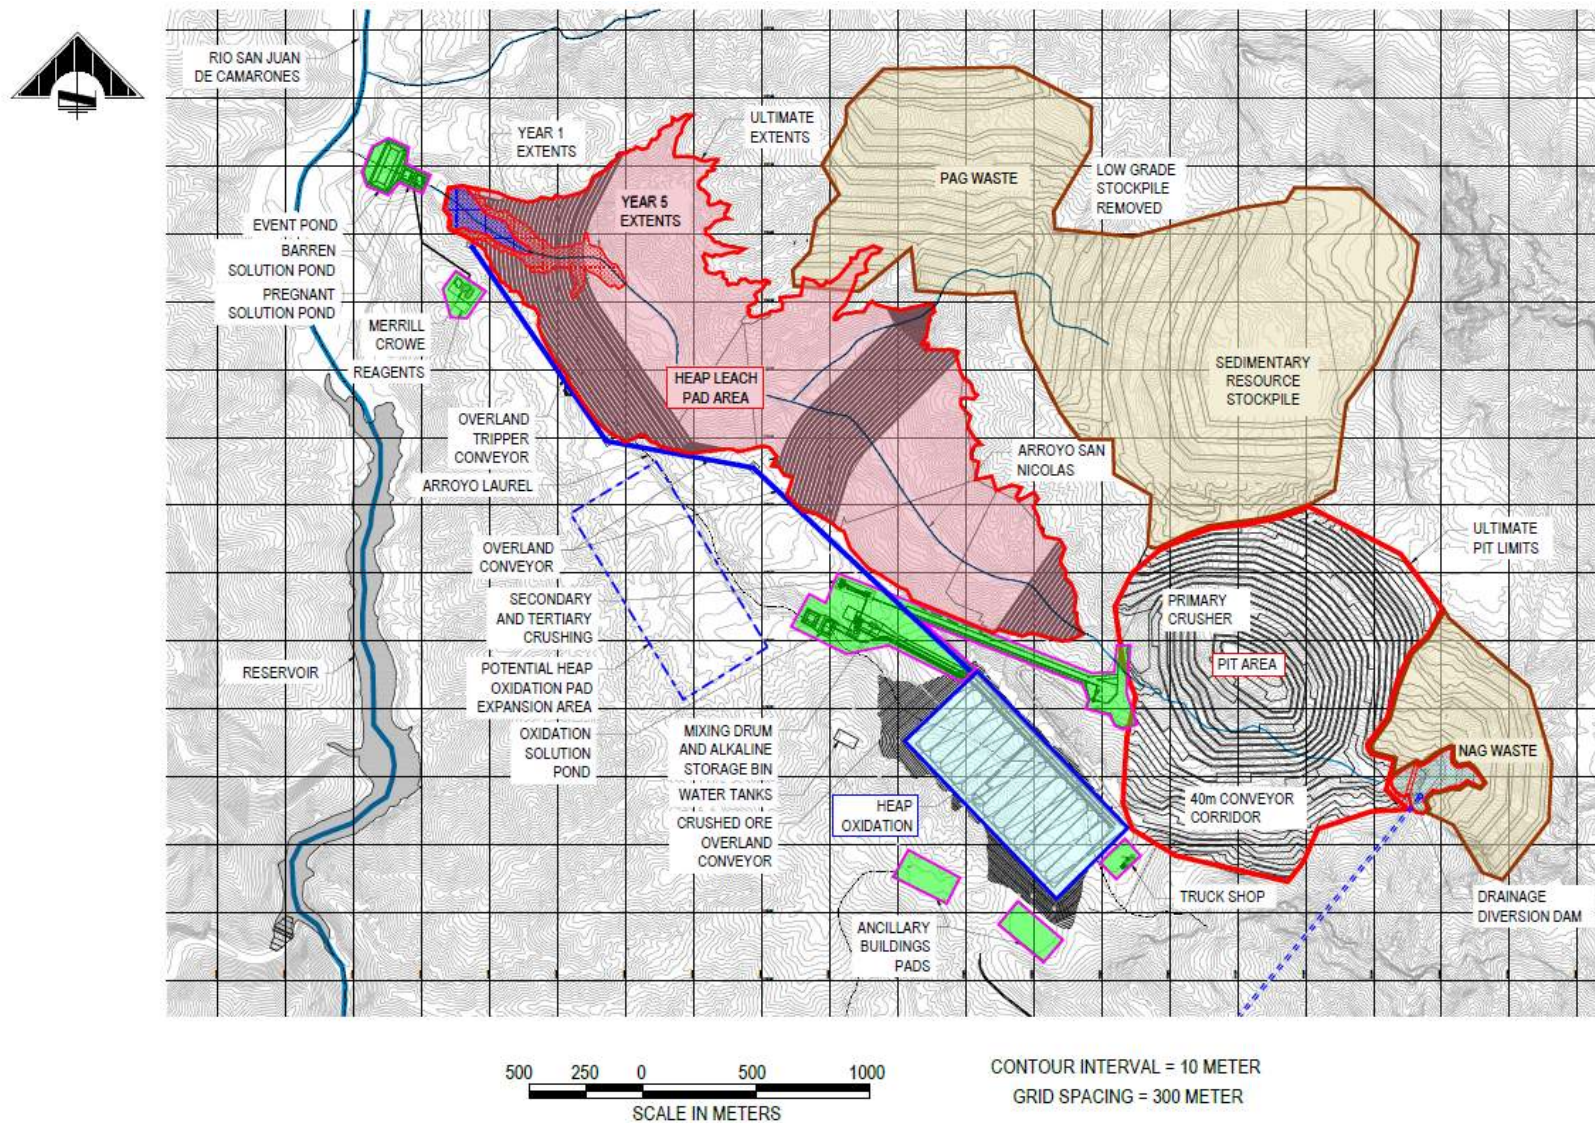 RIO SAN JUAN
DE CAMARONES
YEAR 1
EXTENTS
ULTIMATE
EXTENTS
PAG WASTE
LOW GRADE
STOCKPILE
REMOVED
YEAR 5
EXTENTS
EVENT POND
BARREN
SOLUTION POND
PREGNANT
SOLUTION POND
MERRILL
CROWE
REAGENTS
HEAP LEACH
PAD AREA
SEDIMENTARY
RESOURCE
STOCKPILE
OVERLAND
TRIPPER
CONVEYOR
ARROYO LAUREL
ARROYO SAN
NICOLAS
OVERLAND
CONVEYOR
ULTIMATE
PIT LIMITS
SECONDARY
AND TERTIARY
CRUSHING
PRIMARY
CRUSHER
PIT AREA
RESERVOIR
POTENTIAL HEAP
OXIDATION PAD
EXPANSION AREA
OXIDATION
SOLUTION
POND
MIXING DRUM
AND ALKALINE
STORAGE BIN
WATER TANKS
CRUSHED ORE
OVERLAND
CONVEYOR
HEAP
OXIDATION
40m CONVEYOR
CORRIDOR
NAG WASTE
TRUCK SHOP
DRAINAGE
DIVERSION DAM
ANCILLARY
BUILDINGS
PADS
500 250 0 500 1000
SCALE IN METERS
CONTOUR INTERVAL = 10 METER
GRID SPACING = 300 METER